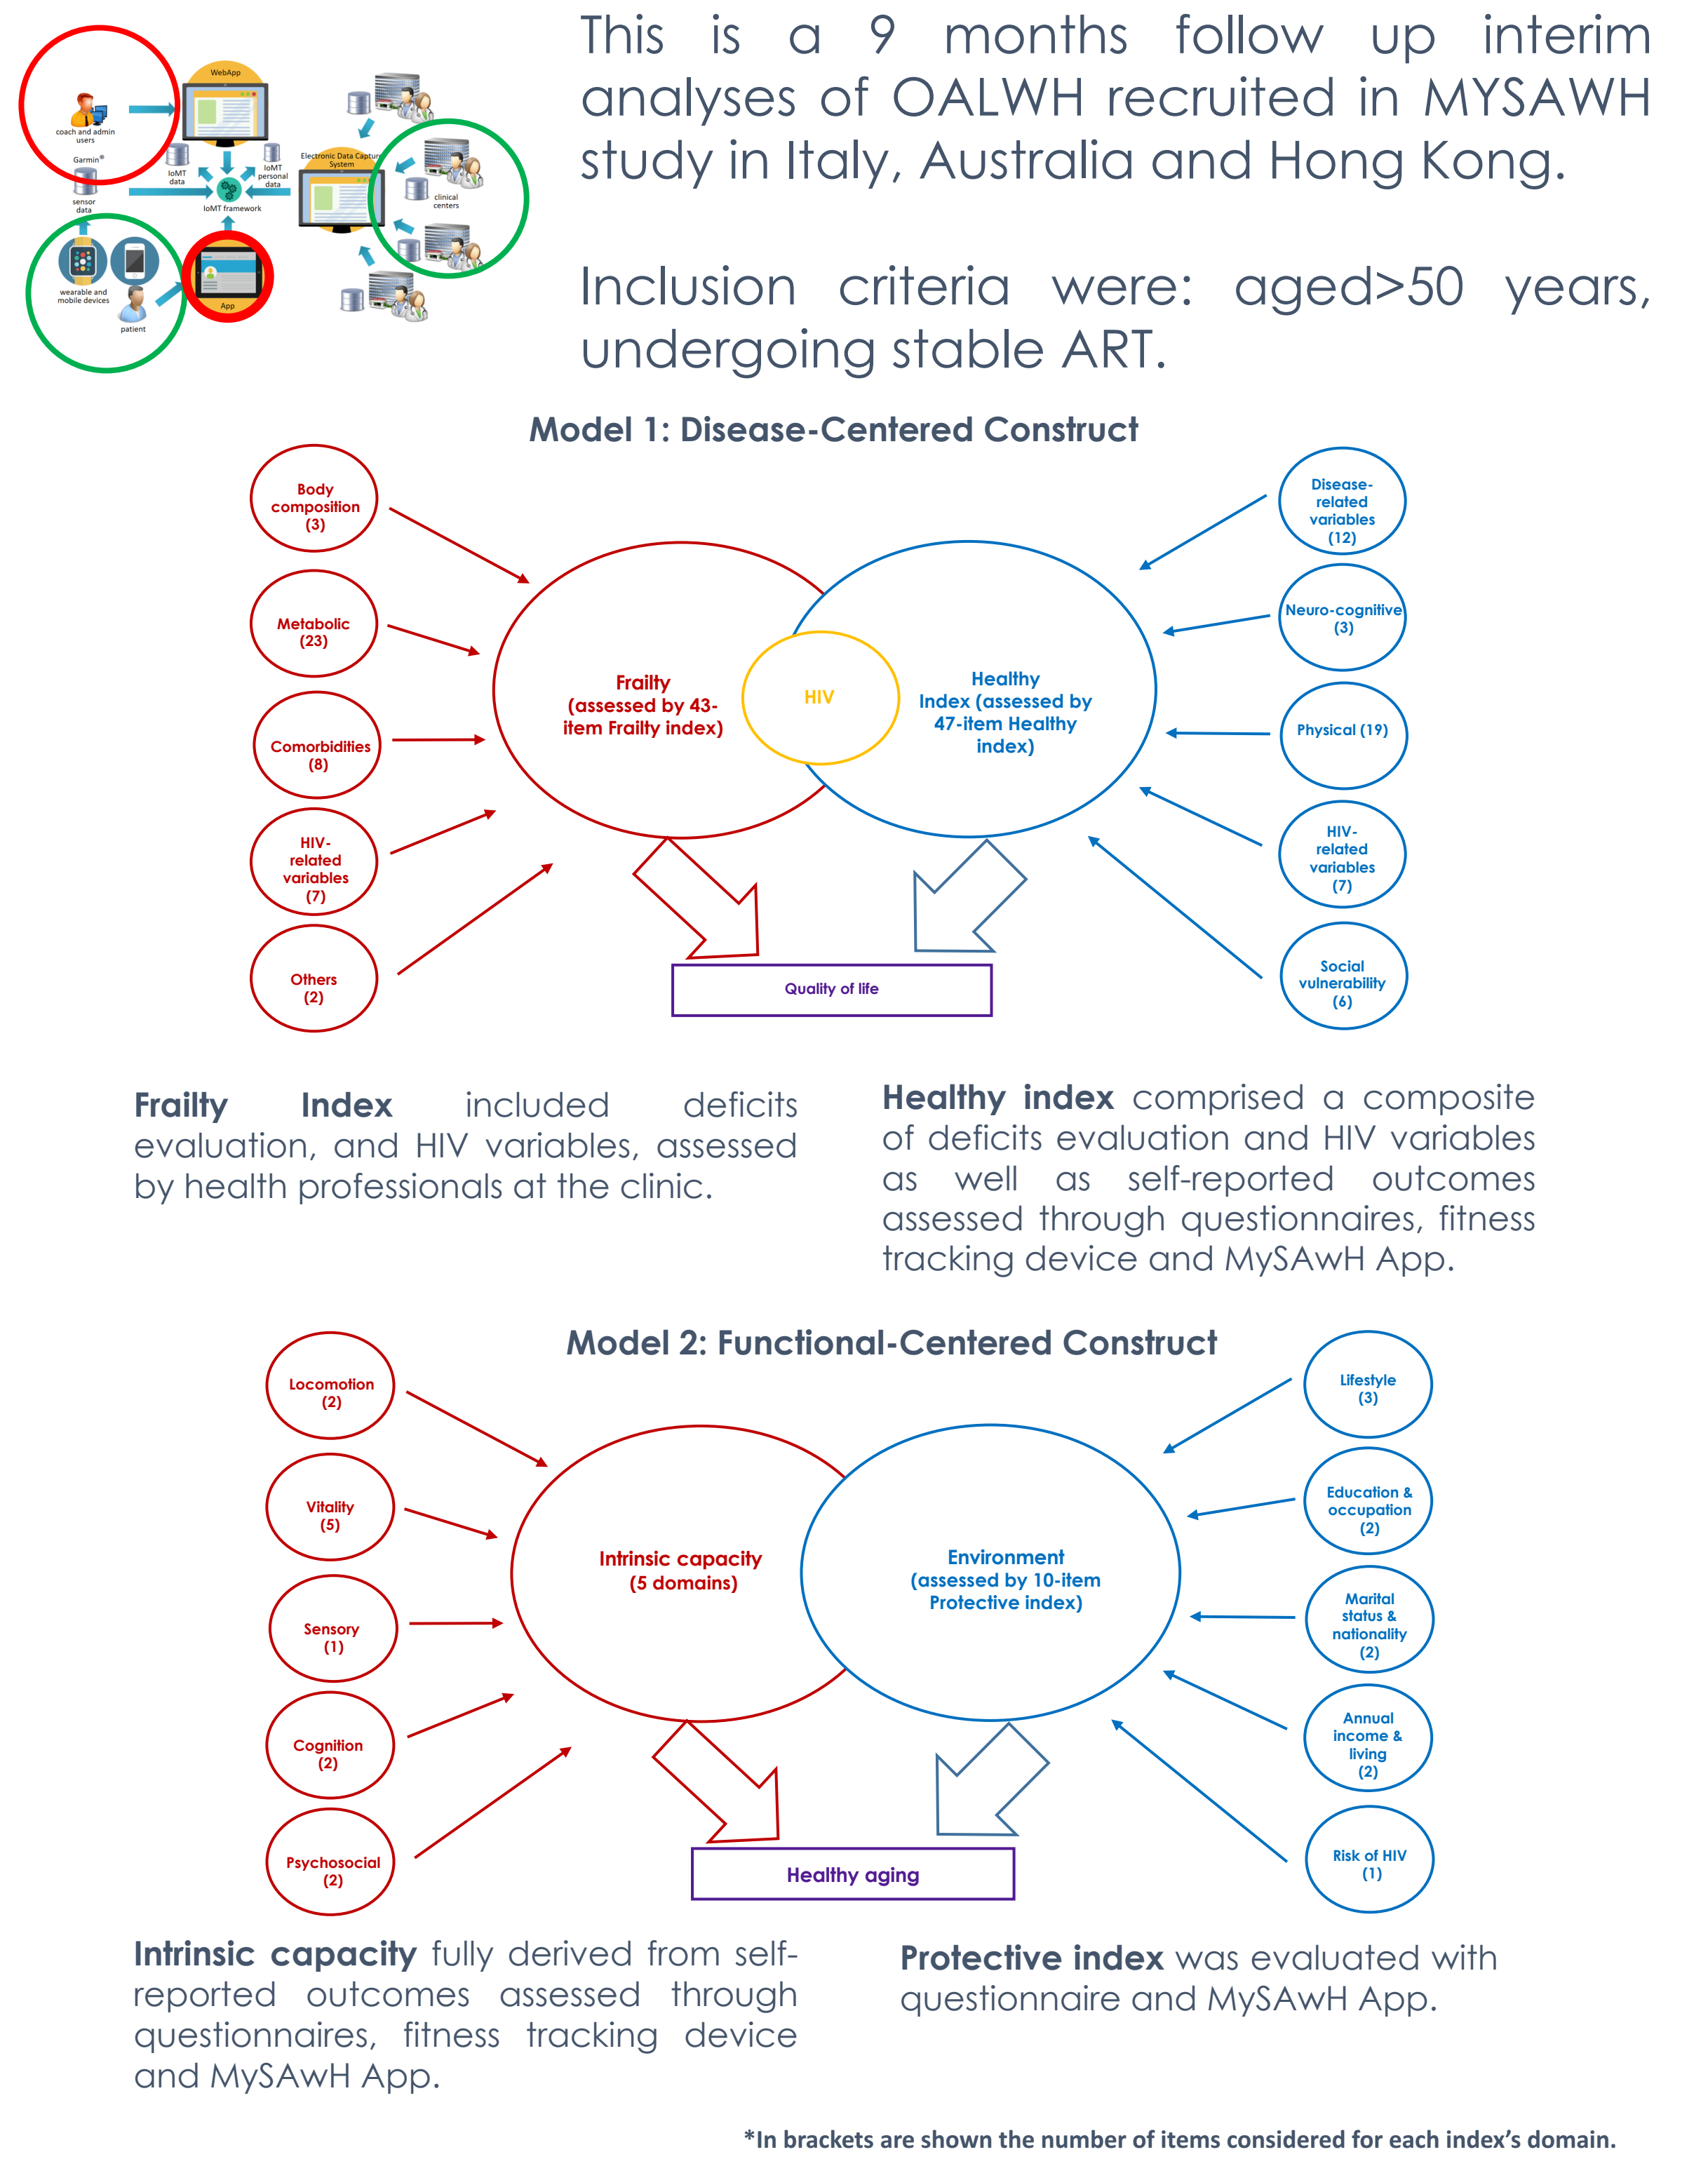 WebApp
coach and admin
users
Garmin®
IoMT
data
IoMT
personal
data
sensor
data
IoMT framework
Electronic Data Captur
System
clinical
centers
wearable and
mobile devices
App
patient
This is a 9 months follow up interim
analyses of OALWH recruited in MYSAWH
study in Italy, Australia and Hong Kong.
Inclusion criteria were: aged>50 years,
undergoing stable ART.
Model 1: Disease-Centered Construct
Body
composition
(3)
Metabolic
(23)
Comorbidities
(8)
HIV-
related
variables
(7)
Others
(2)
Frailty
(assessed by 43-
item Frailty index)
HIV
Healthy
Index (assessed by
47-item Healthy
index)
Disease-
related
variables
(12)
Neuro-cognitive
(3)
Physical (19)
HIV-
related
variables
(7)
Social
vulnerability
(6)
Quality of life
Frailty Index included deficits
evaluation, and HIV variables, assessed
by health professionals at the clinic.
Healthy index comprised a composite
of deficits evaluation and HIV variables
as well as self-reported outcomes
assessed through questionnaires, fitness
tracking device and MySAwH App.
Model 2: Functional-Centered Construct
Locomotion
(2)
Vitality
(5)
Sensory
(1)
Cognition
(2)
Psychosocial
(2)
Intrinsic capacity
(5 domains)
Environment
(assessed by 10-item
Protective index)
Lifestyle
(3)
Education &
occupation
(2)
Marital
status &
nationality
(2)
Annual
income &
living
(2)
Risk of HIV
(1)
Healthy aging
Intrinsic capacity fully derived from self-
reported outcomes assessed through
questionnaires, fitness tracking device
and MySAwH App.
Protective index was evaluated with
questionnaire and MySAwH App.
*In brackets are shown the number of items considered for each index’s domain.